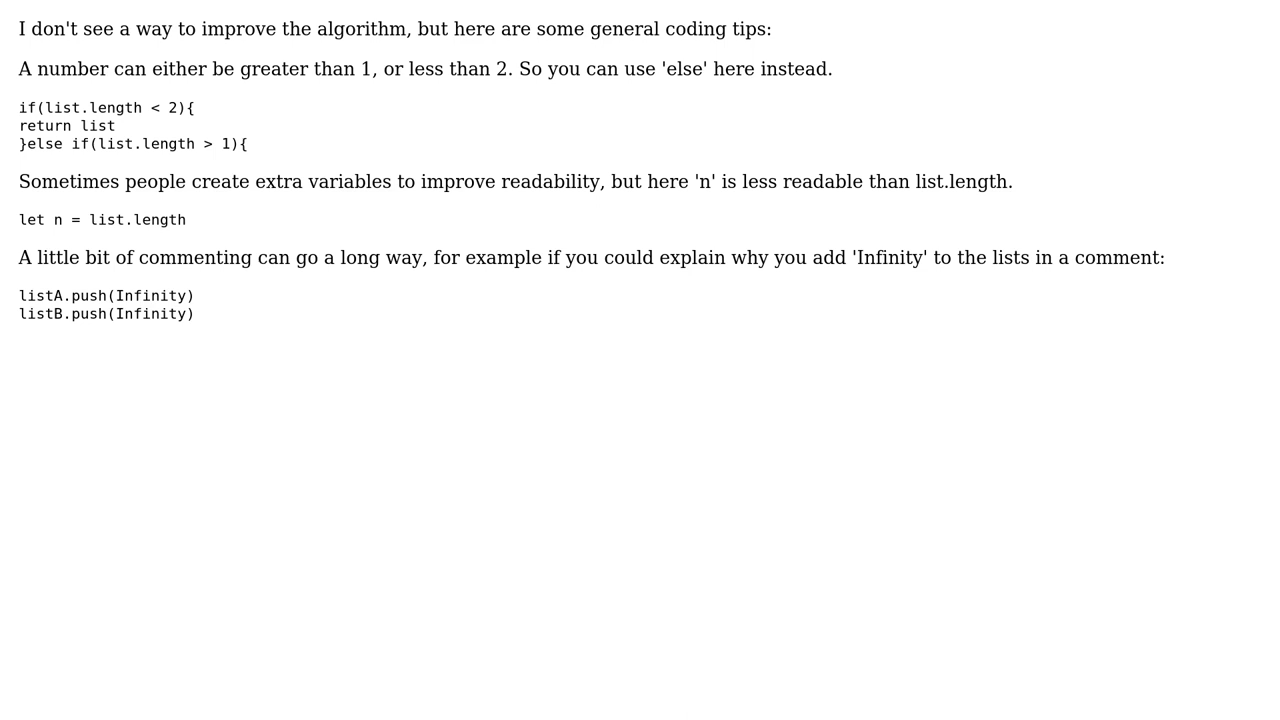 I don't see a way to improve the algorithm, but here are some general coding tips:
A number can either be greater than 1, or less than 2. So you can use 'else' here instead.
if(list.length < 2){
return list
}else if(list.length > 1){
Sometimes people create extra variables to improve readability, but here 'n' is less readable than list.length.
let n = list.length
A little bit of commenting can go a long way, for example if you could explain why you add 'Infinity' to the lists in a comment:
listA.push(Infinity)
listB.push(Infinity)